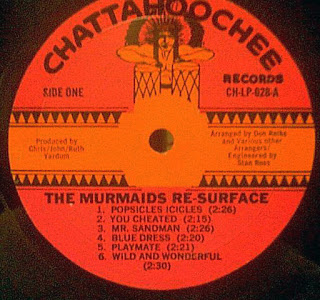 CHATTAHOOCHEE
RECORDS
SIDE ONE
CH-LP-628-A
Produced by
Chris/John/Ruth
Yardum
Arranged by Don Ralke
and Various other
Arrangers/
Engineered by
Stan Ross
THE MURMAIDS RE-SURFACE
1. POPSICLES ICICLES (2:26)
2. YOU CHEATED (2:15)
3. MR. SANDMAN (2:26)
4. BLUE DRESS (2:20)
5. PLAYMATE (2:21)
6. WILD AND WONDERFUL
(2:30)